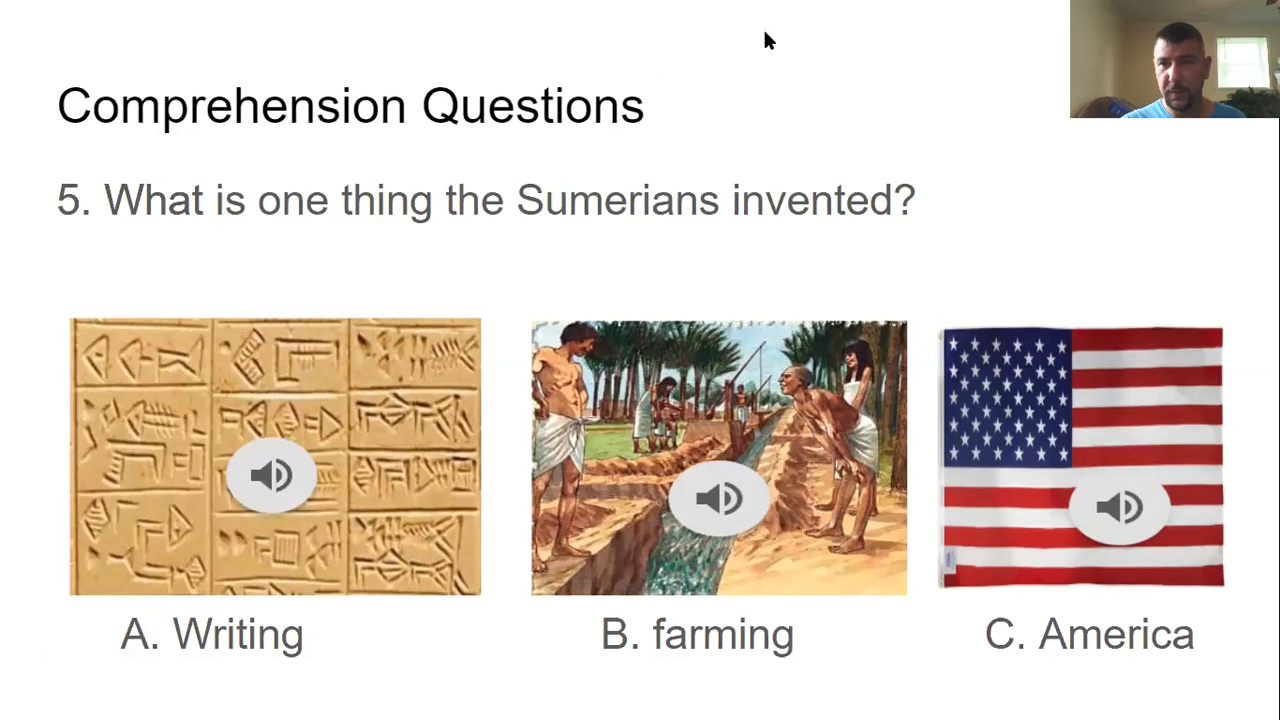 Comprehension Questions
5. What is one thing the Sumerians invented?
A. Writing
B. farming
C. America